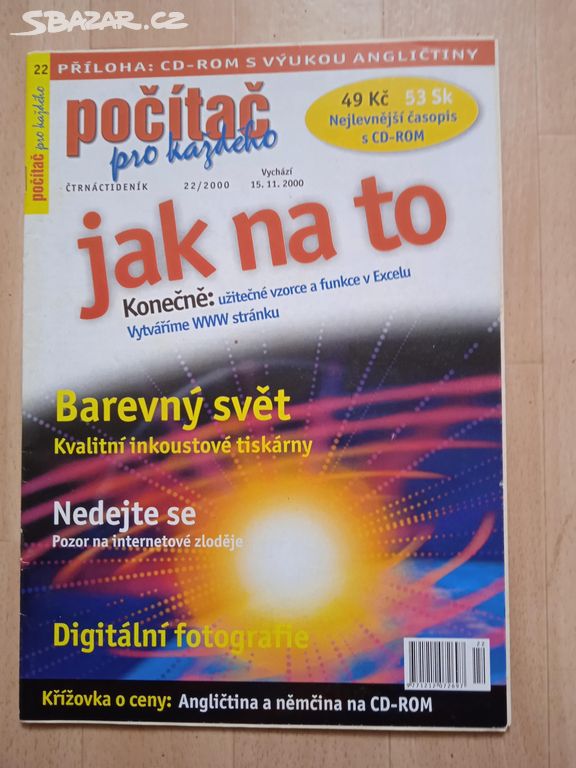 SBAZAR.CZ
22
počítač pro každého
PŘÍLOHA: CD-ROM S VÝUKOU ANGLIČTINY
počítač
pro každého
49 Kč 53 Sk
Nejlevnější časopis
s CD-ROM
ČTRNÁCTIDENÍK 22/2000 Vychází
15. 11. 2000
jak na to
Konečně: užitečné vzorce a funkce v Excelu
Vytváříme WWW stránku
Barevný svět
Kvalitní inkoustové tiskárny
Nedejte se
Pozor na internetové zloděje
Digitální fotografie
22
9771212072697
Křížovka o ceny: Angličtina a němčina na CD-ROM